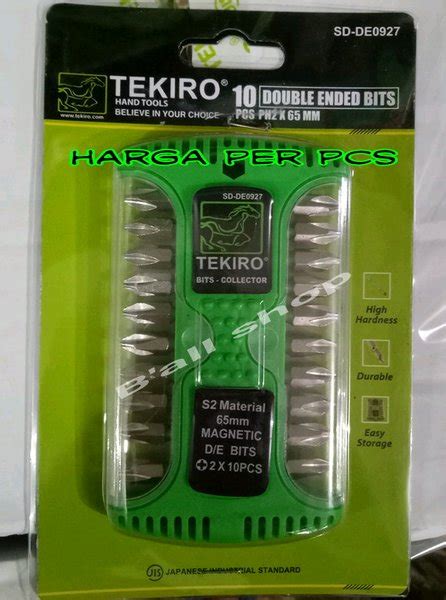 SD-DE0927
TEKIRO®
HAND TOOLS
BELIEVE IN YOUR CHOICE
www.tekiro.com
10 DOUBLE ENDED BITS
PCS PH2 X 65 MM
HARGA PER PCS
SD-DE0927
TEKIRO®
BITS - COLLECTOR
B'all shop
High
Hardness
Durable
Easy
Storage
S2 Material
65mm
MAGNETIC
D/E BITS
2 X 10PCS
JIS JAPANESE INDUSTRIAL STANDARD